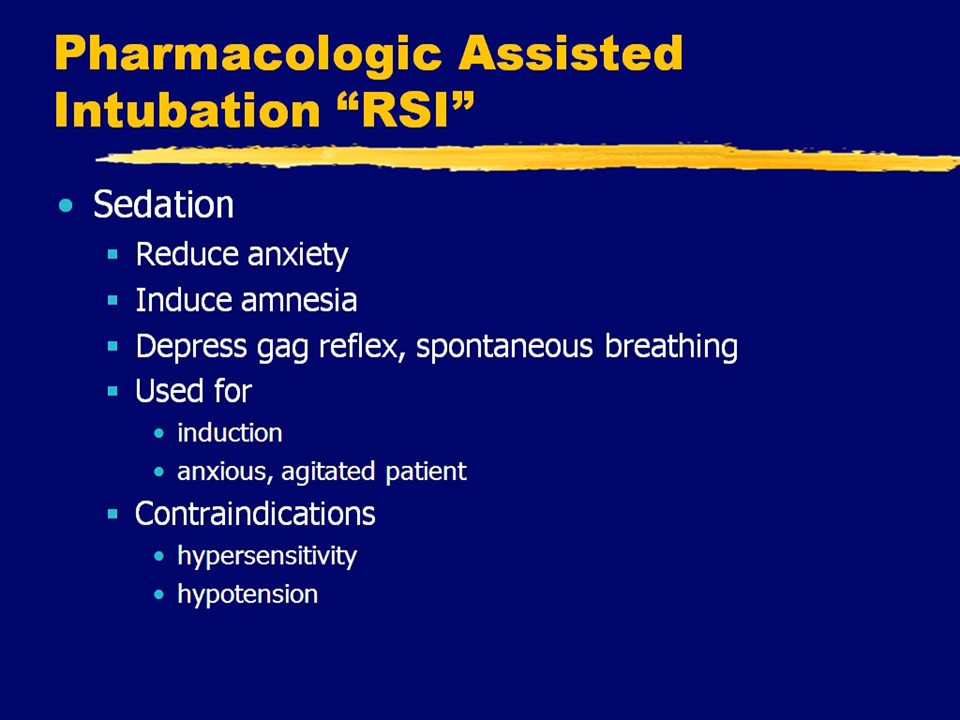 Pharmacologic Assisted
Intubation “RSI”
• Sedation
▪ Reduce anxiety
▪ Induce amnesia
▪ Depress gag reflex, spontaneous breathing
▪ Used for
• induction
• anxious, agitated patient
▪ Contraindications
• hypersensitivity
• hypotension